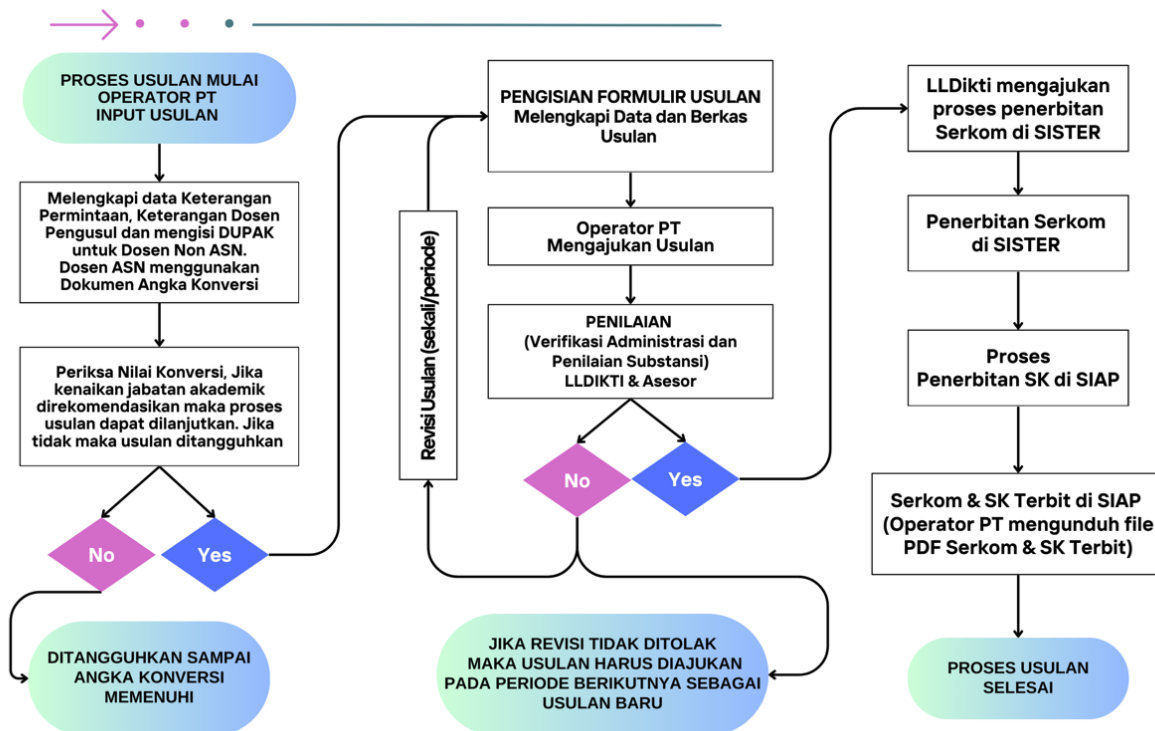 PROSES USULAN MULAI
OPERATOR PT
INPUT USULAN
Melengkapi data Keterangan
Permintaan, Keterangan Dosen
Pengusul dan mengisi DUPAK
untuk Dosen Non ASN.
Dosen ASN menggunakan
Dokumen Angka Konversi
Periksa Nilai Konversi, Jika
kenaikan jabatan akademik
direkomendasikan maka proses
usulan dapat dilanjutkan. Jika
tidak maka usulan ditangguhkan
No
Yes
DITANGGUHKAN SAMPAI
ANGKA KONVERSI
MEMENUHI
PENGISIAN FORMULIR USULAN
Melengkapi Data dan Berkas
Usulan
Operator PT
Mengajukan Usulan
Revisi Usulan (sekali/periode)
PENILAIAN
(Verifikasi Administrasi dan
Penilaian Substansi)
LLDIKTI & Asesor
No
Yes
JIKA REVISI TIDAK DITOLAK
MAKA USULAN HARUS DIAJUKAN
PADA PERIODE BERIKUTNYA SEBAGAI
USULAN BARU
LLDikti mengajukan
proses penerbitan
Serkom di SISTER
Penerbitan Serkom
di SISTER
Proses
Penerbitan SK di SIAP
Serkom & SK Terbit di SIAP
(Operator PT mengunduh file
PDF Serkom & SK Terbit)
PROSES USULAN
SELESAI